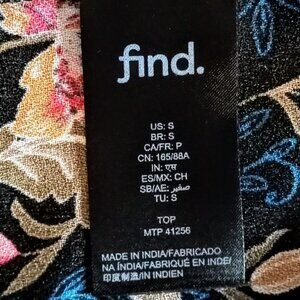 find.
US: S
BR: S
CA/FR: P
CN: 165/88A
IN: एस
ES/MX: CH
SB/AE: صغير
TU: S
TOP
MTP 41256
MADE IN INDIA/FABRICADO
NA ÍNDIA/FABRIQUÉ EN INDE/
印度制造/IN INDIEN